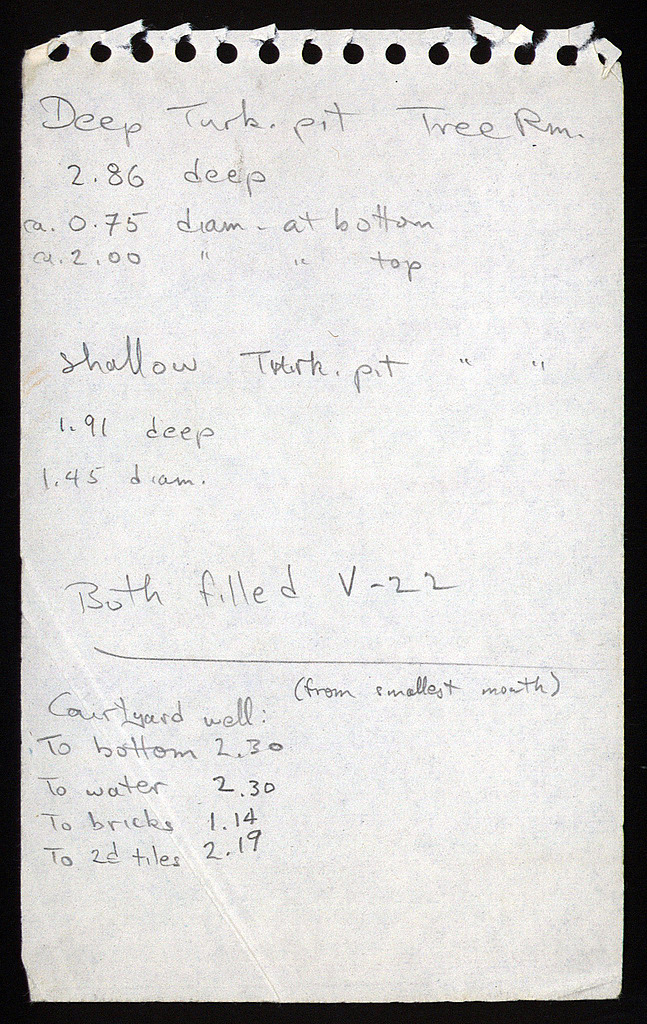 Deep Turk. pit Tree Rm.
2.86 deep
ca. 0.75 diam - at bottom
ca. 2.00 " " top
shallow Turk. pit " "
1.91 deep
1.45 diam.
Both filled V-22
(from smallest mouth)
Courtyard well:
To bottom 2.30
To water 2.30
To bricks 1.14
To 2d tiles 2.19